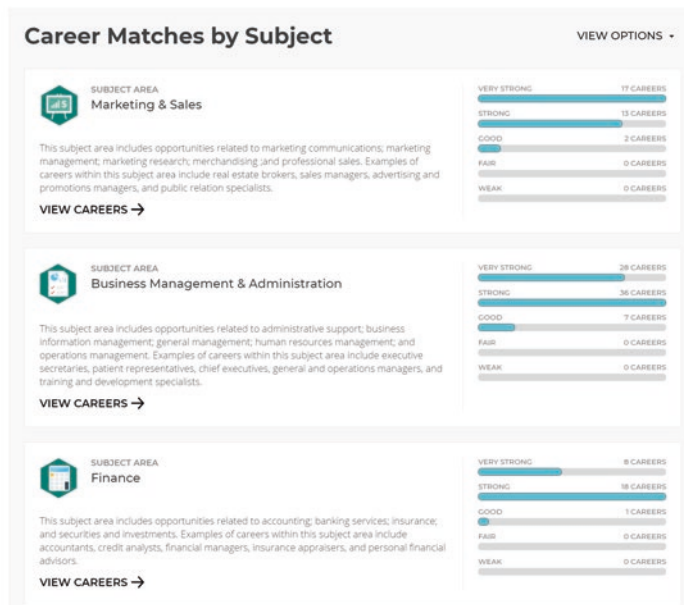 Career Matches by Subject
VIEW OPTIONS
SUBJECT AREA
Marketing & Sales
This subject area includes opportunities related to marketing communications; marketing
management; marketing research; merchandising ;and professional sales. Examples of
careers within this subject area include real estate brokers, sales managers, advertising and
promotions managers, and public relation specialists.
VIEW CAREERS →
VERY STRONG 17 CAREERS
STRONG 13 CAREERS
GOOD 2 CAREERS
FAIR 0 CAREERS
WEAK 0 CAREERS
SUBJECT AREA
Business Management & Administration
This subject area includes opportunities related to administrative support; business
information management; general management; human resources management; and
operations management. Examples of careers within this subject area include executive
secretaries, patient representatives, chief executives, general and operations managers, and
training and development specialists.
VIEW CAREERS →
VERY STRONG 28 CAREERS
STRONG 36 CAREERS
GOOD 7 CAREERS
FAIR 0 CAREERS
WEAK 0 CAREERS
SUBJECT AREA
Finance
This subject area includes opportunities related to accounting; banking services; insurance;
and securities and investments. Examples of careers within this subject area include
accountants, credit analysts, financial managers, insurance appraisers, and personal financial
advisors.
VIEW CAREERS →
VERY STRONG 8 CAREERS
STRONG 18 CAREERS
GOOD 1 CAREERS
FAIR 0 CAREERS
WEAK 0 CAREERS